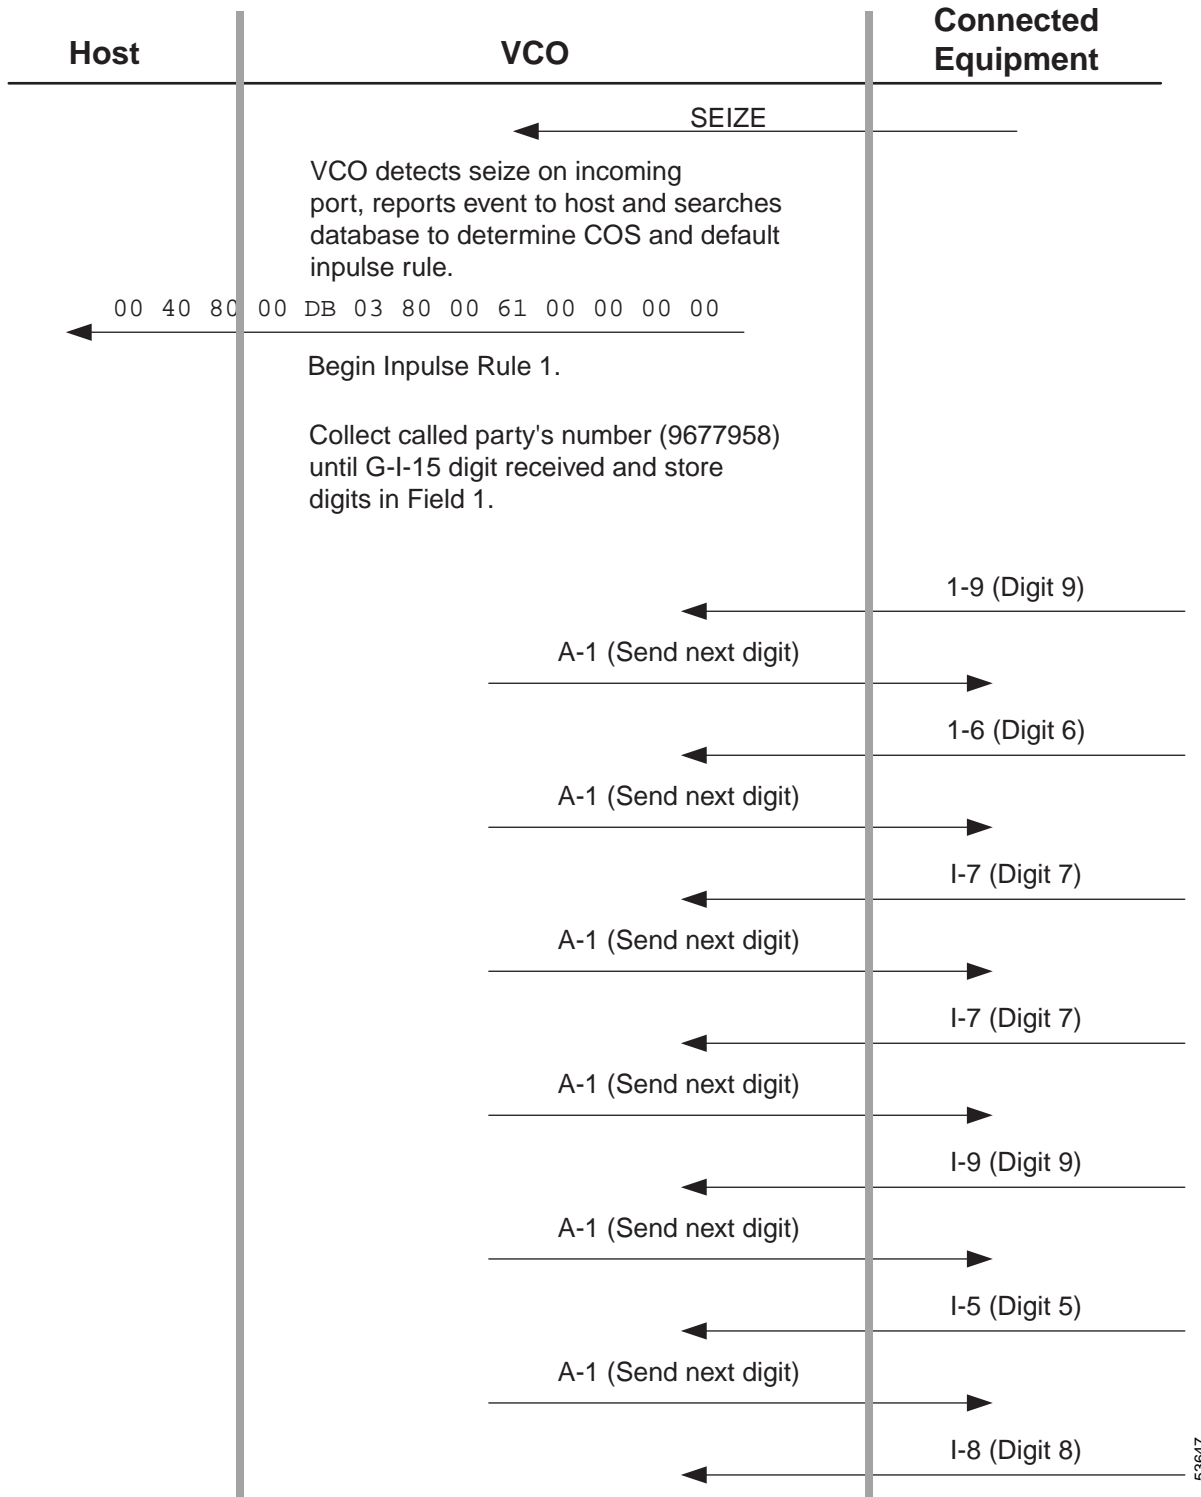 Host
VCO
Connected
Equipment
SEIZE
VCO detects seize on incoming
port, reports event to host and searches
database to determine COS and default
inpulse rule.
00 40 80 00 DB 03 80 00 61 00 00 00 00
Begin Inpulse Rule 1.
Collect called party's number (9677958)
until G-I-15 digit received and store
digits in Field 1.
1-9 (Digit 9)
A-1 (Send next digit)
1-6 (Digit 6)
A-1 (Send next digit)
I-7 (Digit 7)
A-1 (Send next digit)
I-7 (Digit 7)
A-1 (Send next digit)
I-9 (Digit 9)
A-1 (Send next digit)
I-5 (Digit 5)
A-1 (Send next digit)
I-8 (Digit 8)
53647